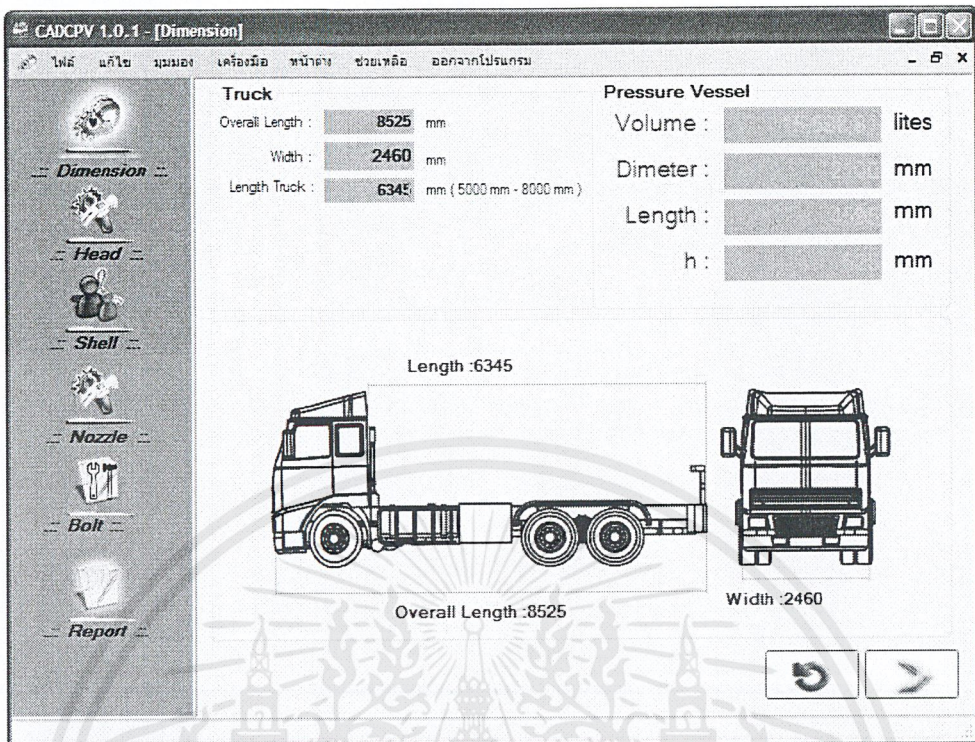 CADCPV 1.0.1 - [Dimension]
ไฟล์ แก้ไข มุมมอง เครื่องมือ หน้าต่าง ช่วยเหลือ ออกจากโปรแกรม
.:: Dimension ::.
.:: Head ::.
.:: Shell ::.
.:: Nozzle ::.
.:: Bolt ::.
.:: Report ::.
Truck
Overall Length : 8525 mm
Width : 2460 mm
Length Truck : 6345 mm ( 5000 mm - 8000 mm )
Pressure Vessel
Volume : lites
Dimeter : mm
Length : mm
h : mm
Length :6345
Overall Length :8525
Width :2460